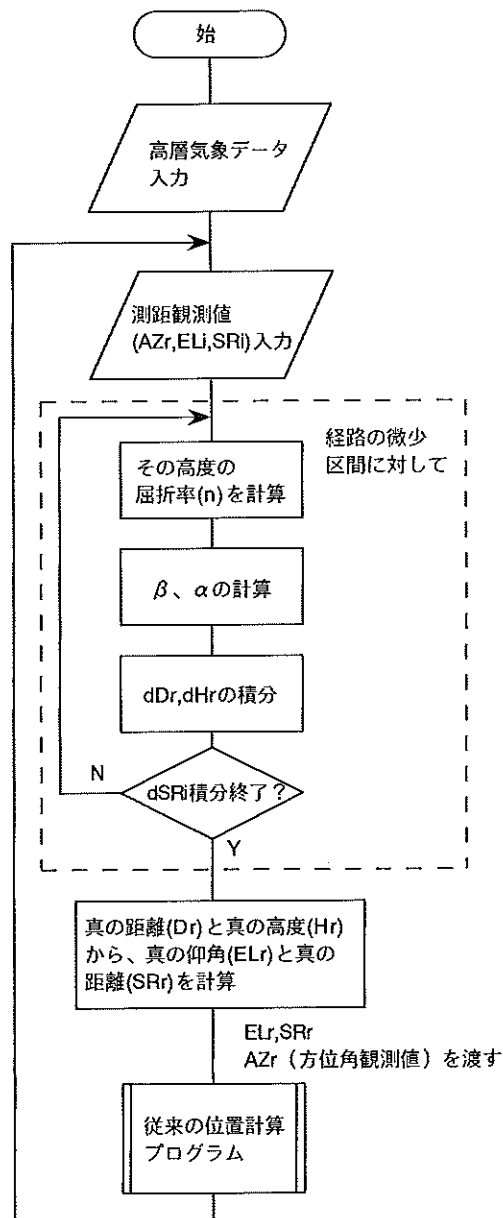 始
高層気象データ
入力
測距観測値
(AZr,ELi,SRi)入力
経路の微少
区間に対して
その高度の
屈折率(n)を計算
β、αの計算
dDr,dHrの積分
N
dSRi積分終了?
Y
真の距離(Dr)と真の高度(Hr)
から、真の仰角(ELr)と真の
距離(SRr)を計算
ELr,SRr
AZr(方位角観測値)を渡す
従来の位置計算
プログラム